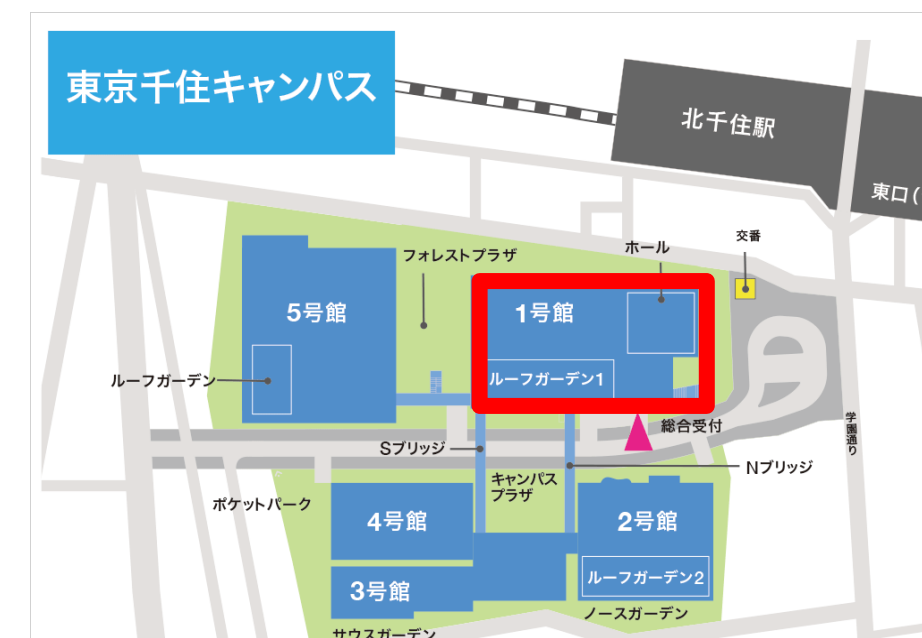 東京千住キャンパス
北千住駅
東口(
交番
ホール
フォレストプラザ
5号館
1号館
ルーフガーデン
ルーフガーデン1
総合受付
学園通り
Sブリッジ
Nブリッジ
キャンパス
プラザ
ポケットパーク
4号館
2号館
ルーフガーデン2
3号館
ノースガーデン
サウスガーデン